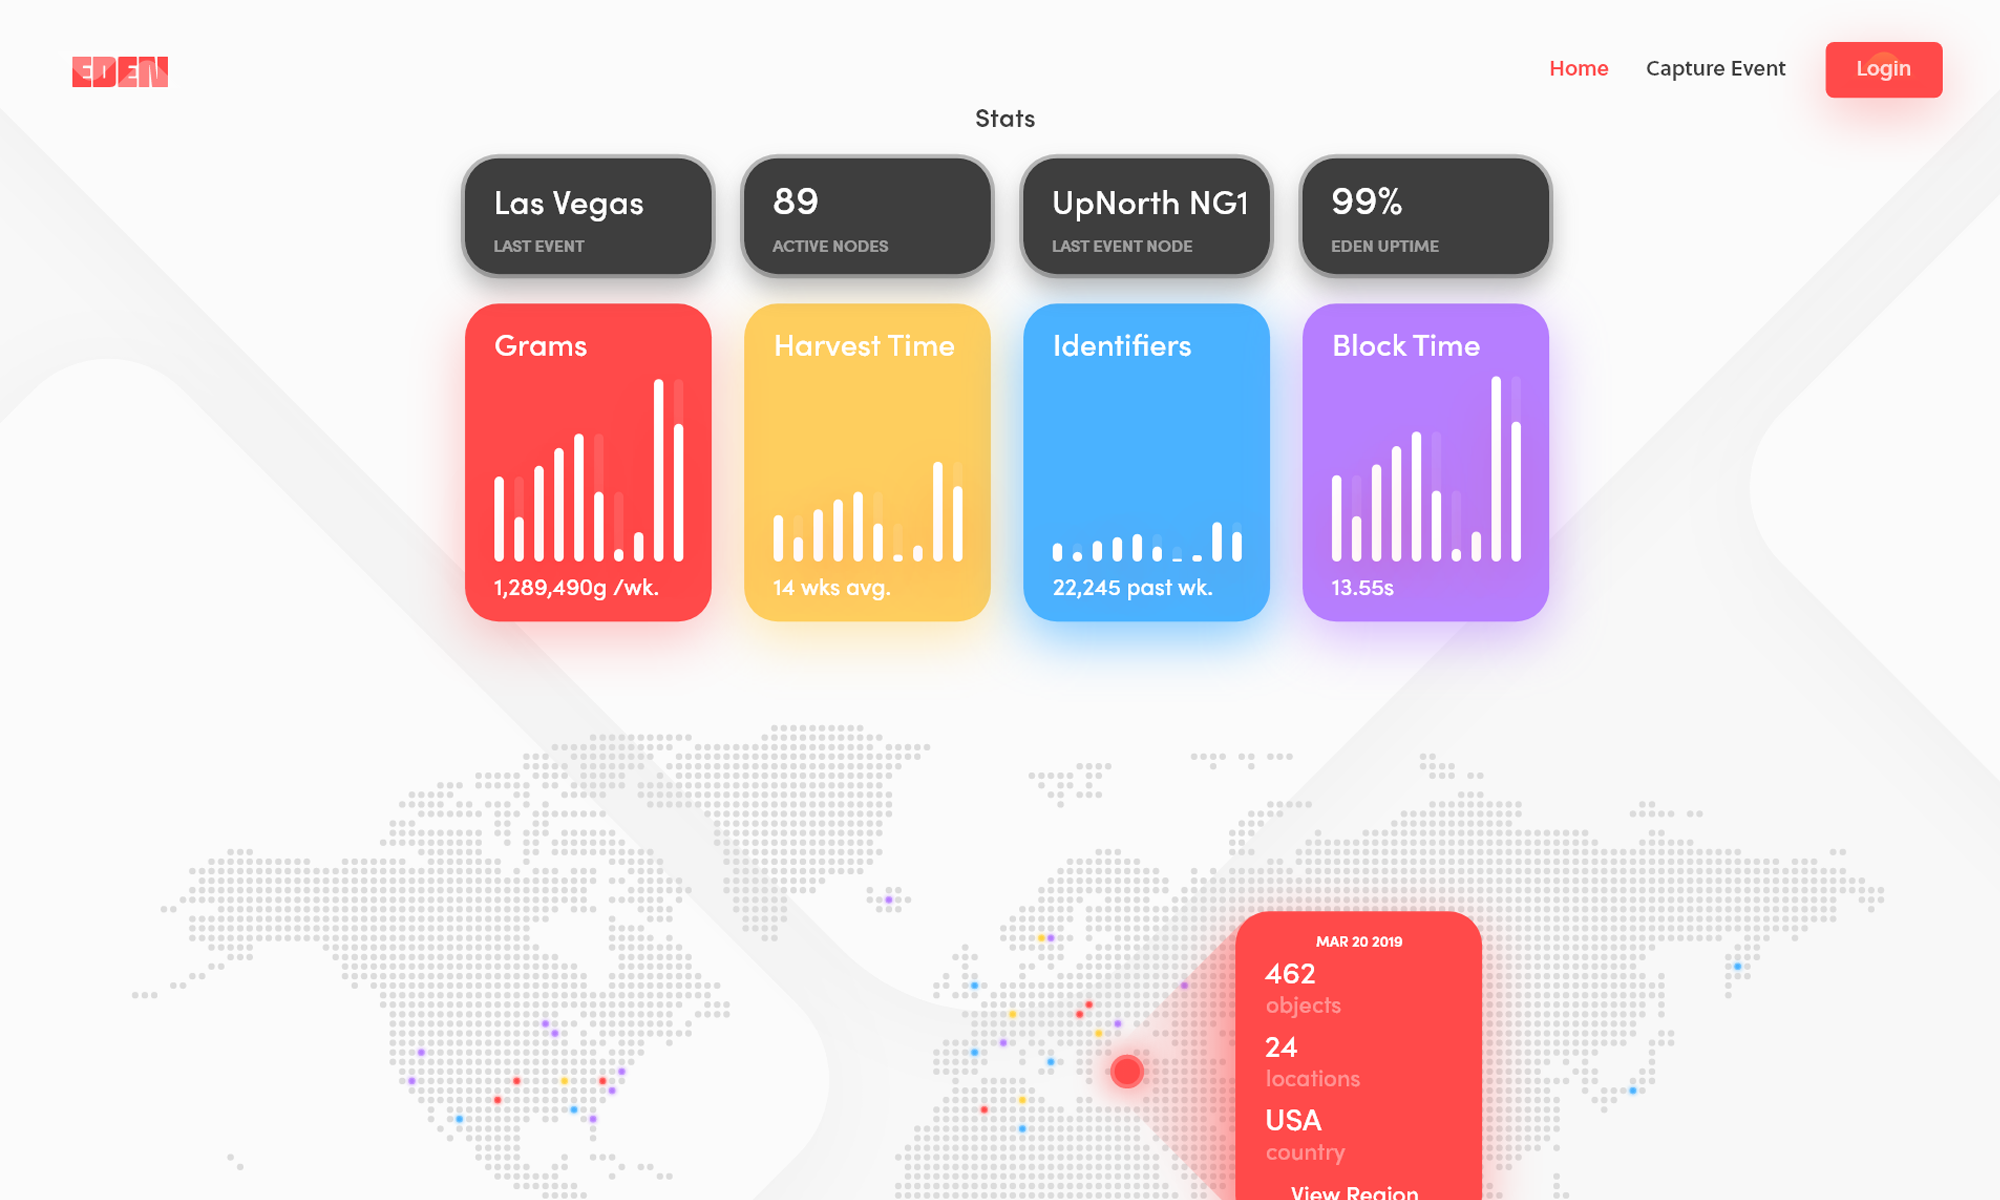 EDEN
Home
Capture Event
Login
Stats
Las Vegas
LAST EVENT
89
ACTIVE NODES
UpNorth NG1
LAST EVENT NODE
99%
EDEN UPTIME
Grams
1,289,490g /wk.
Harvest Time
14 wks avg.
Identifiers
22,245 past wk.
Block Time
13.55s
MAR 20 2019
462
objects
24
locations
USA
country
View Region